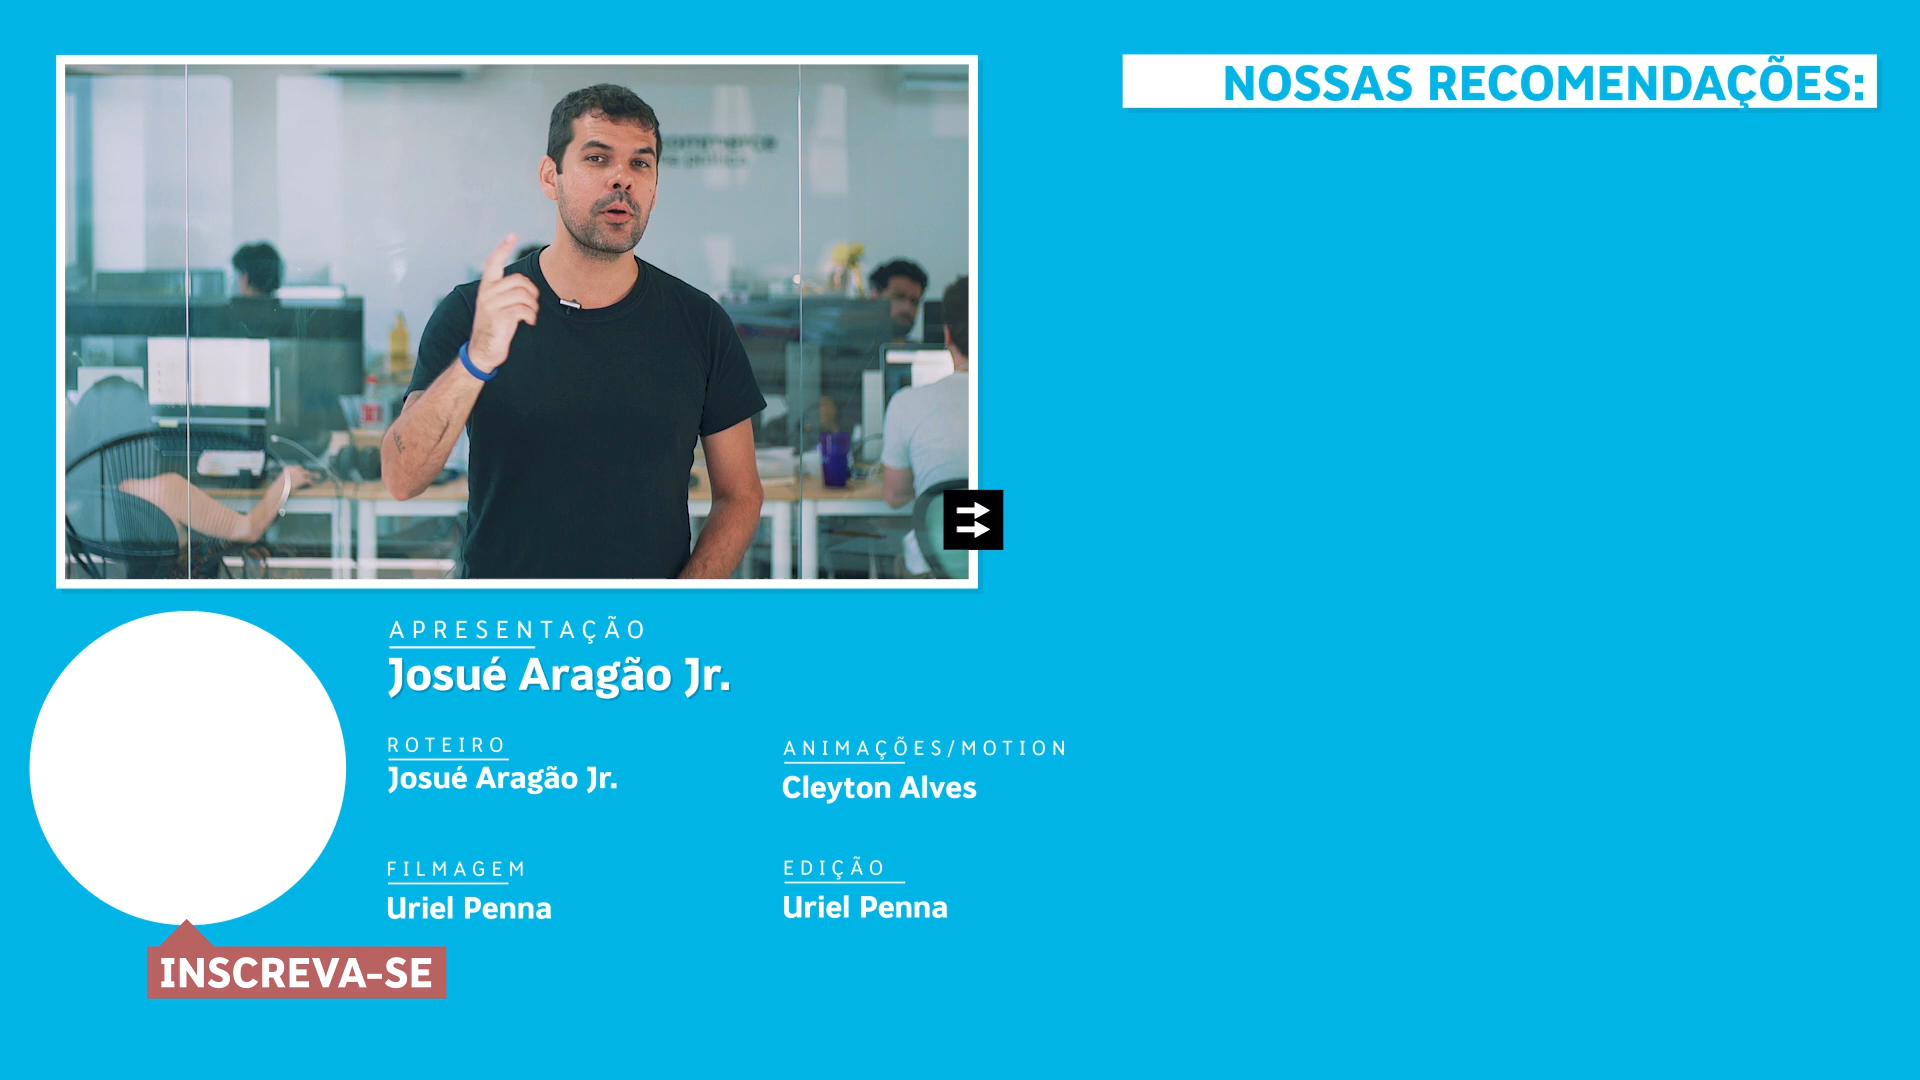 NOSSAS RECOMENDAÇÕES:
APRESENTAÇÃO
Josué Aragão Jr.
ROTEIRO
Josué Aragão Jr.
ANIMAÇÕES/MOTION
Cleyton Alves
FILMAGEM
Uriel Penna
EDIÇÃO
Uriel Penna
INSCREVA-SE